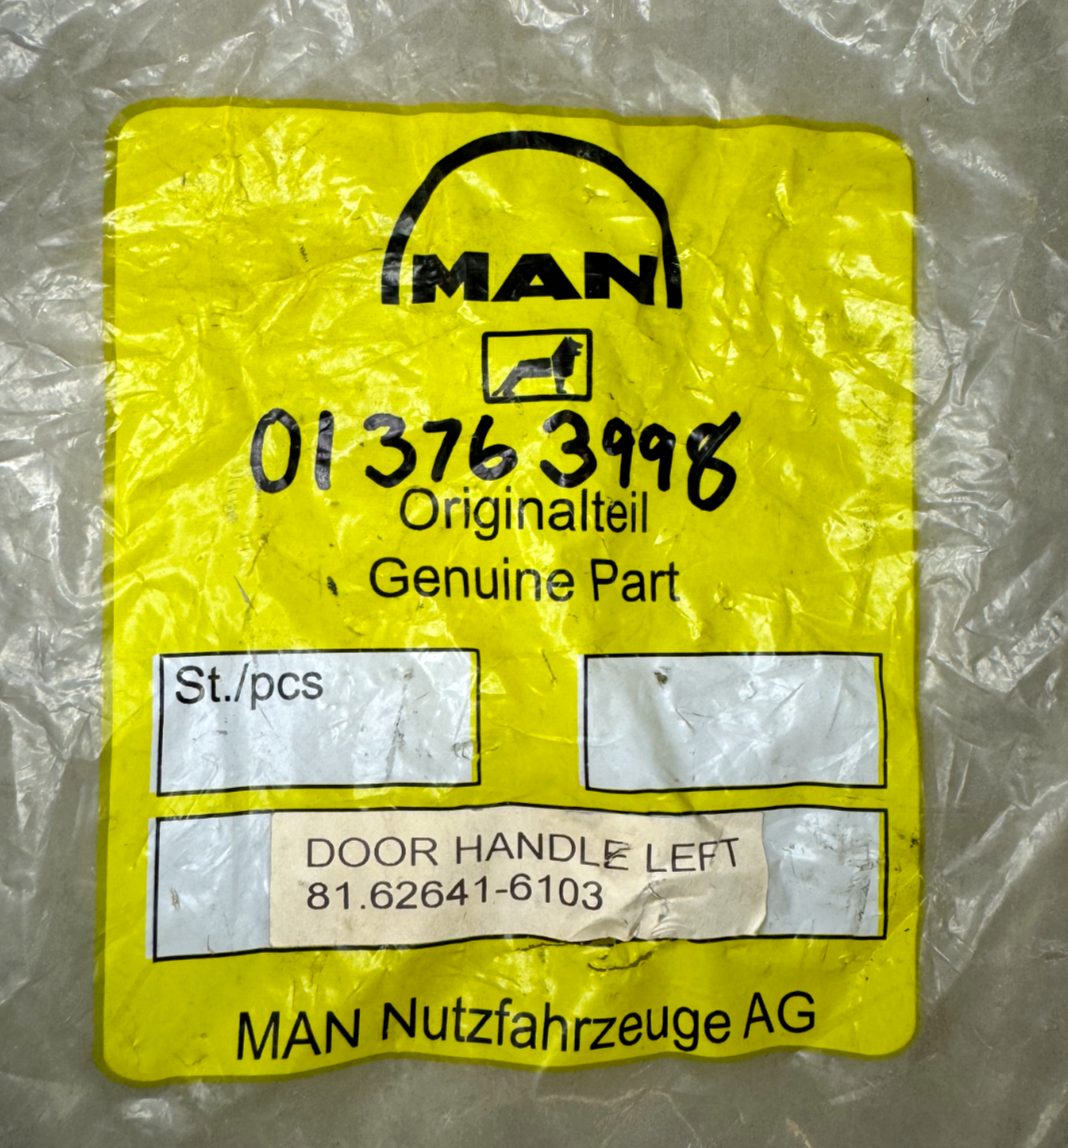 MAN
01 376 3998
Originalteil
Genuine Part
St./pcs
DOOR HANDLE LEFT
81.62641-6103
MAN Nutzfahrzeuge AG